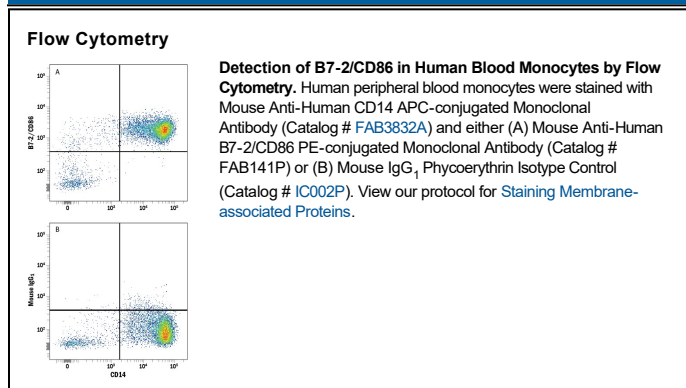 Flow Cytometry
A
10⁵
10⁴
10³
10²
0
B7-2/CD86
0 10³ 10⁴ 10⁵
B
10⁵
10⁴
10³
10²
0
Mouse IgG₁
0 10³ 10⁴ 10⁵
CD14
Detection of B7-2/CD86 in Human Blood Monocytes by Flow
Cytometry. Human peripheral blood monocytes were stained with
Mouse Anti-Human CD14 APC-conjugated Monoclonal
Antibody (Catalog # FAB3832A) and either (A) Mouse Anti-Human
B7-2/CD86 PE-conjugated Monoclonal Antibody (Catalog #
FAB141P) or (B) Mouse IgG₁ Phycoerythrin Isotype Control
(Catalog # IC002P). View our protocol for Staining Membrane-
associated Proteins.